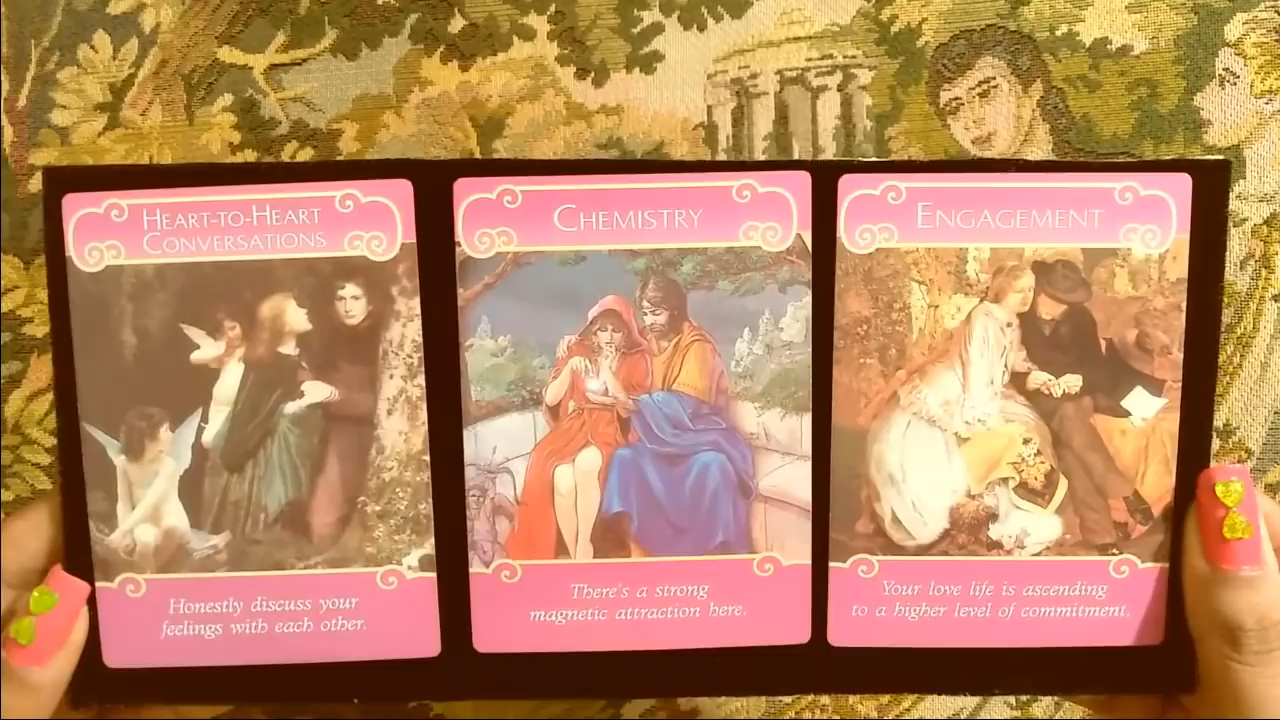 HEART-TO-HEART
CONVERSATIONS
Honestly discuss your
feelings with each other.
CHEMISTRY
There's a strong
magnetic attraction here.
ENGAGEMENT
Your love life is ascending
to a higher level of commitment.